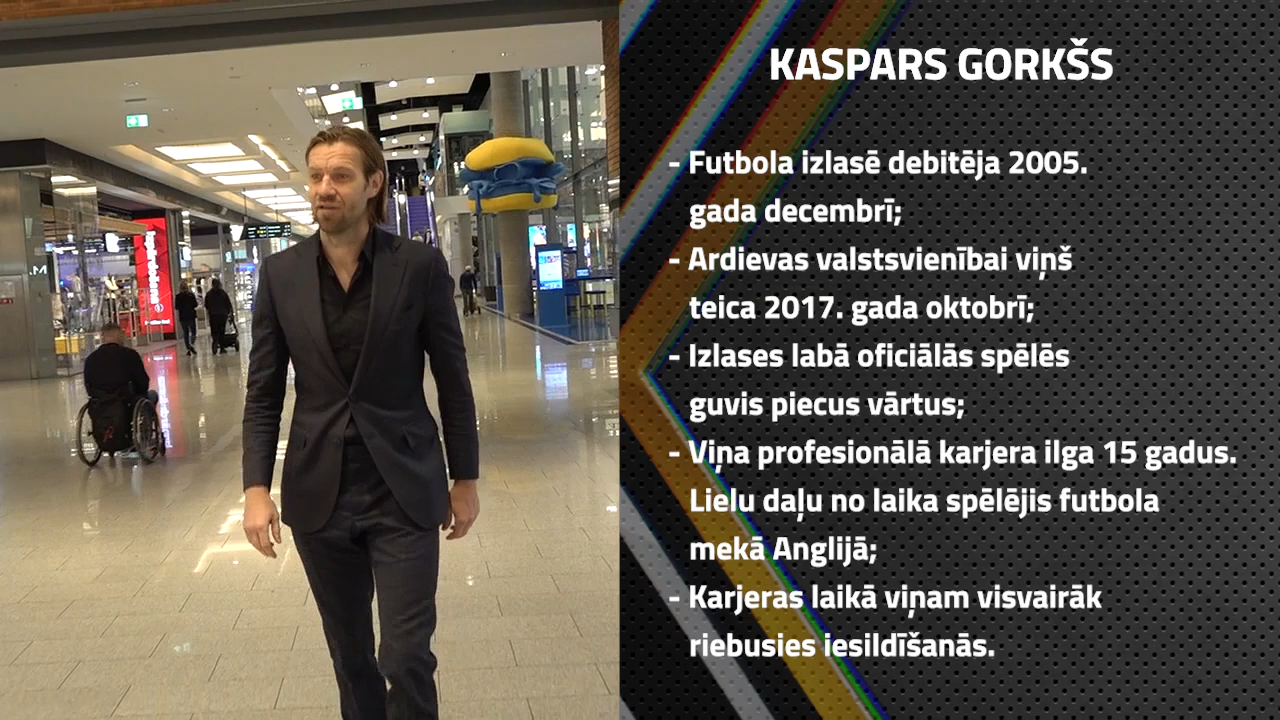 KASPARS GORKŠS
- Futbola izlasē debitēja 2005.
gada decembrī;
- Ardievas valstsvienībai viņš
teica 2017. gada oktobrī;
- Izlases labā oficiālās spēlēs
guvis piecus vārtus;
- Viņa profesionālā karjera ilga 15 gadus.
Lielu daļu no laika spēlējis futbola
mekā Anglijā;
- Karjeras laikā viņam visvairāk
riebusies iesildīšanās.